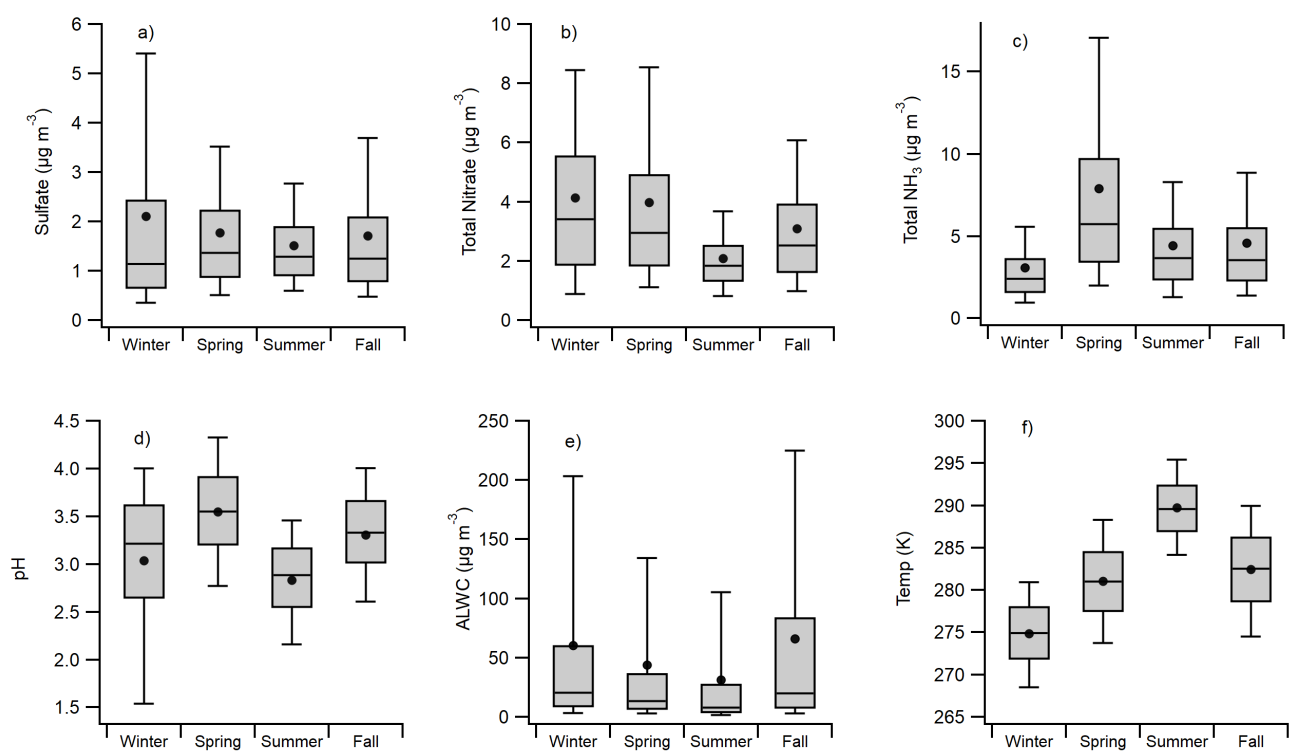 a)
Sulfate (µg m⁻³)
6
5
4
3
2
1
0
Winter Spring Summer Fall
b)
Total Nitrate (µg m⁻³)
10
8
6
4
2
0
Winter Spring Summer Fall
c)
Total NH₃ (µg m⁻³)
15
10
5
0
Winter Spring Summer Fall
d)
pH
4.5
4.0
3.5
3.0
2.5
2.0
1.5
Winter Spring Summer Fall
e)
ALWC (µg m⁻³)
250
200
150
100
50
0
Winter Spring Summer Fall
f)
Temp (K)
300
295
290
285
280
275
270
265
Winter Spring Summer Fall